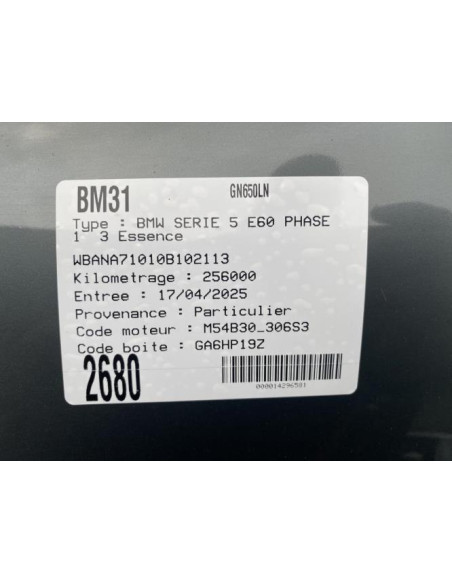 BM31 GN650LN
Type : BMW SERIE 5 E60 PHASE
1 3 Essence
WBANA71010B102113
Kilometrage : 256000
Entree : 17/04/2025
Provenance : Particulier
Code moteur : M54B30_306S3
Code boite : GA6HP19Z
2680
000014296581